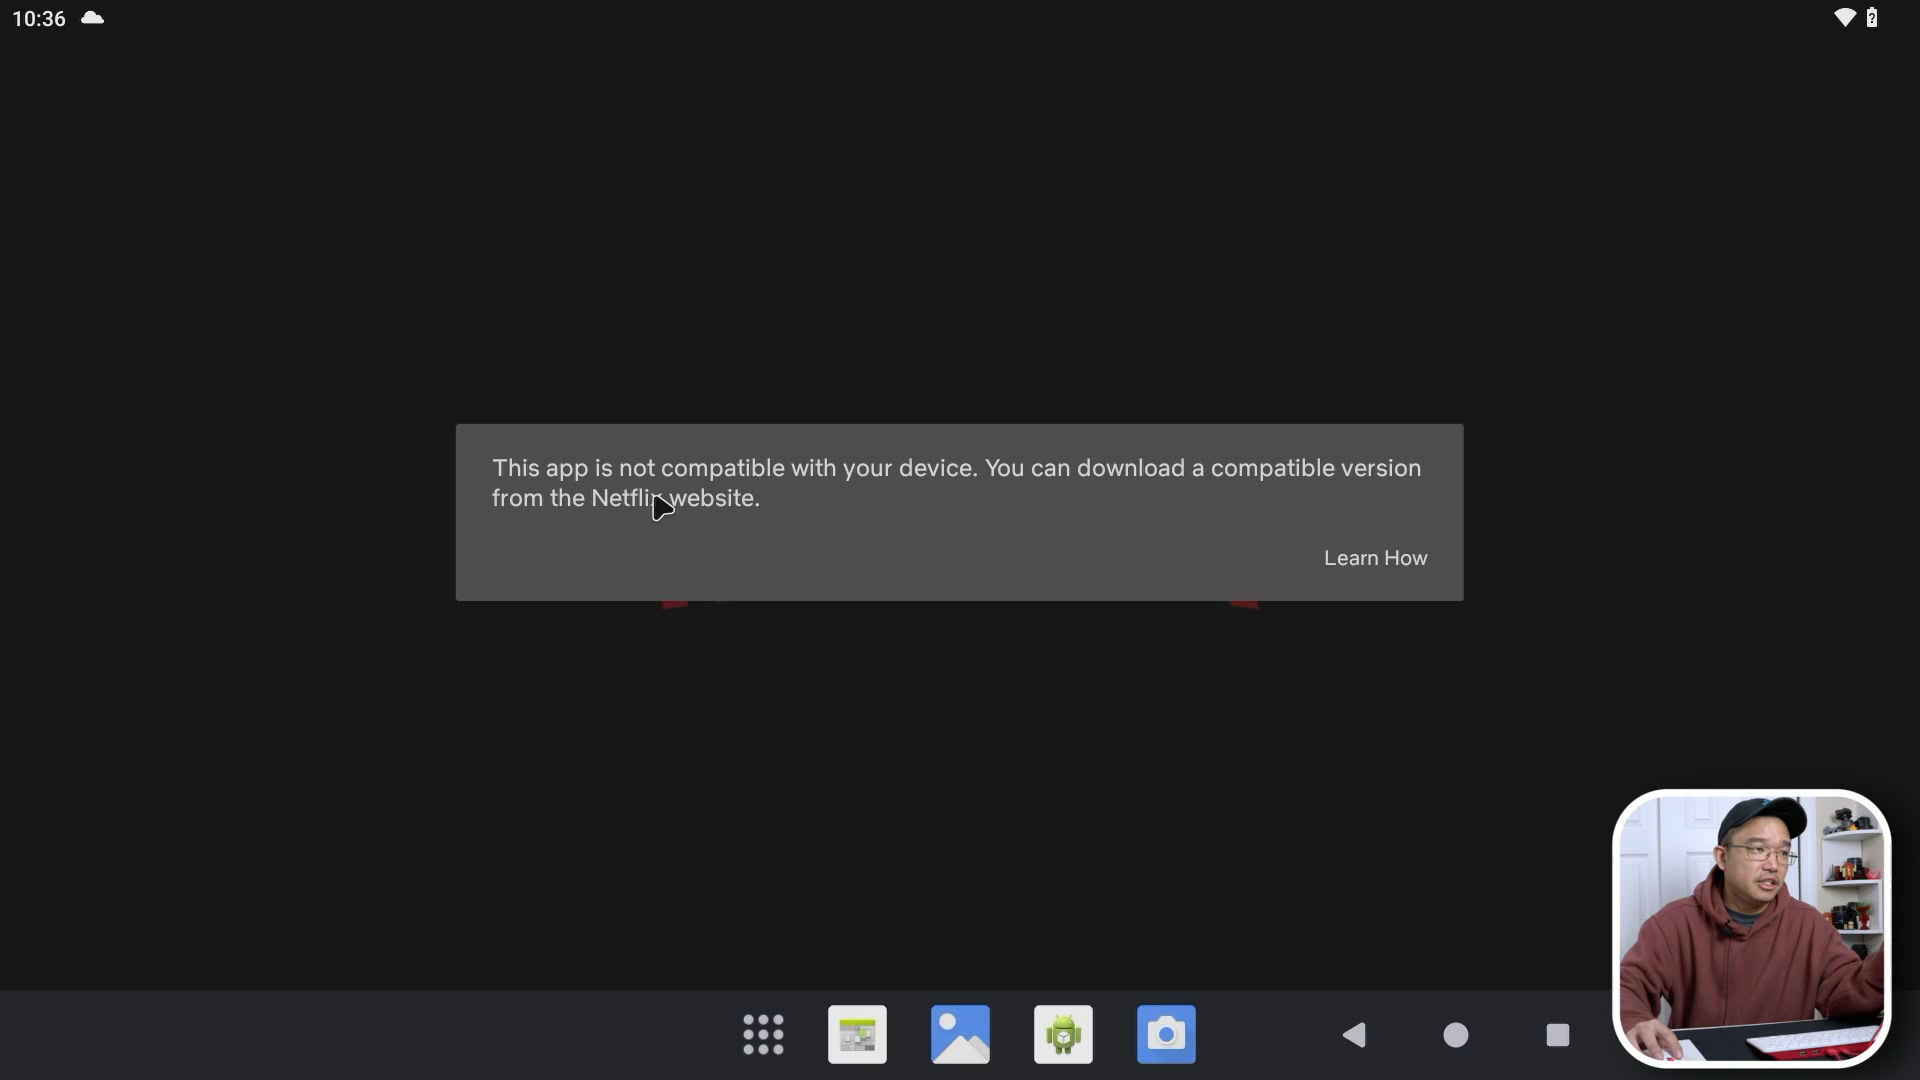 10:36
This app is not compatible with your device. You can download a compatible version
from the Netflix website.
Learn How